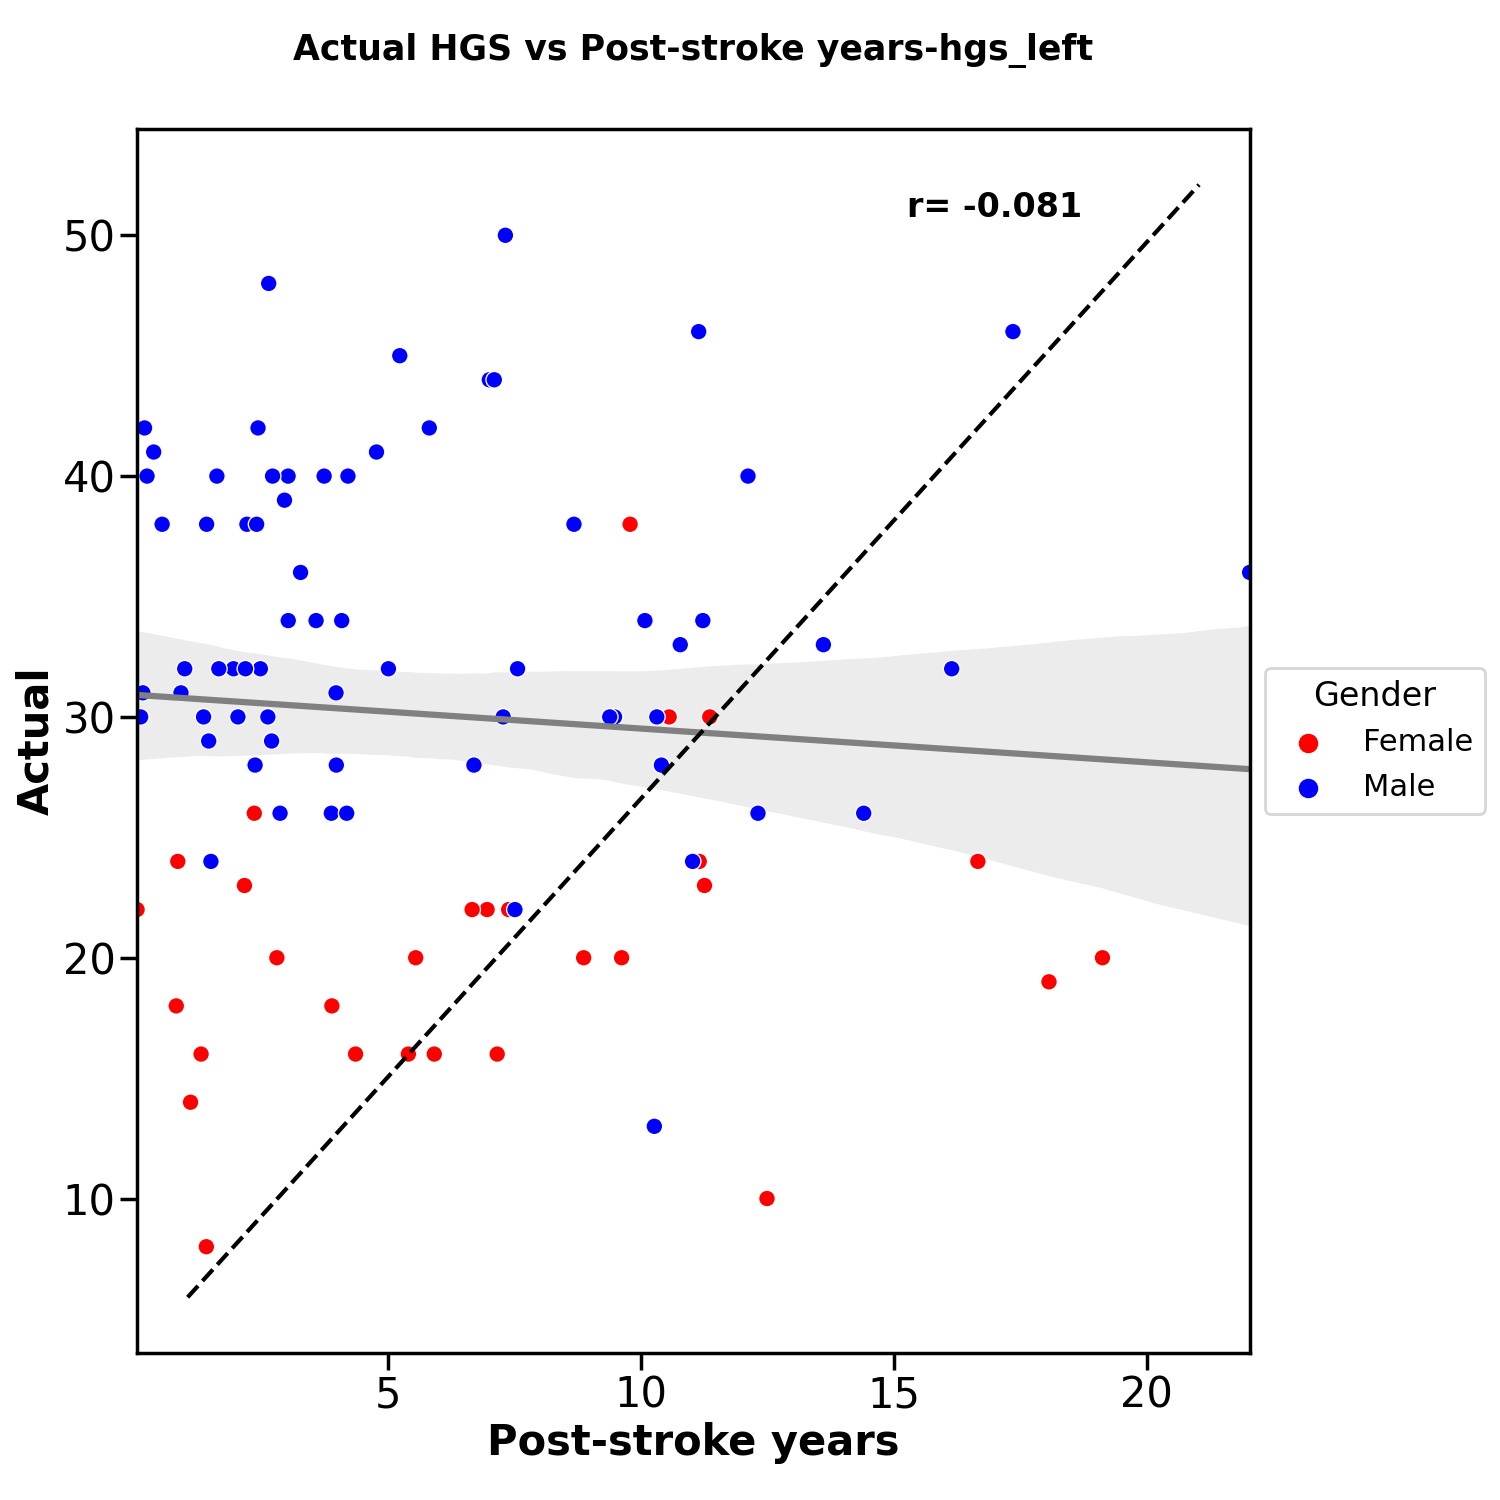 Actual HGS vs Post-stroke years-hgs_left
r= -0.081
50
40
30
20
10
Actual
5 10 15 20
Post-stroke years
Gender
Female
Male